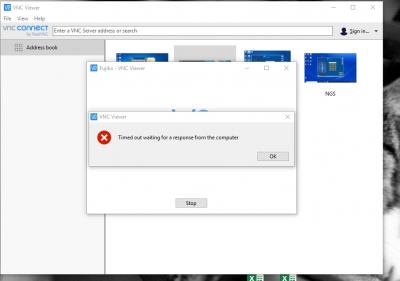 VNC Viewer
File View Help
VNC CONNECT
by RealVNC
Enter a VNC Server address or search
Sign in...
Address book
Fujiko - VNC Viewer
VNC Viewer
Timed out waiting for a response from the computer
OK
NGS
Stop